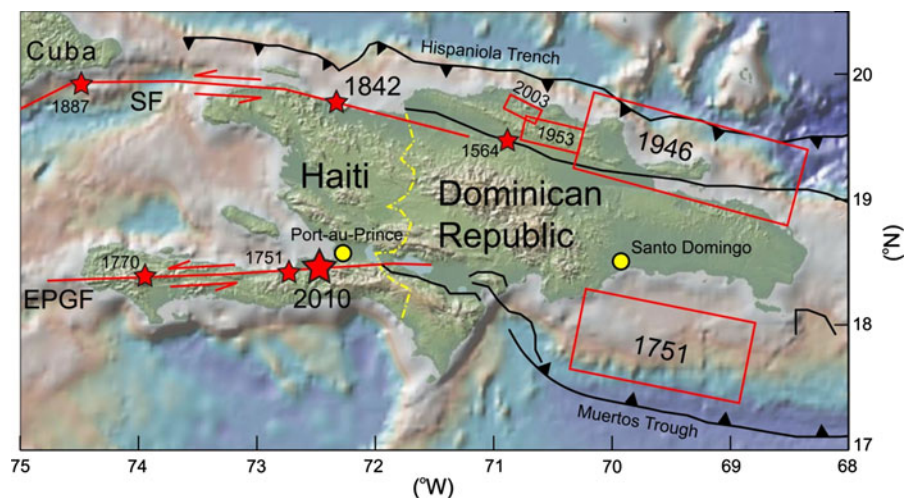 Cuba
Hispaniola Trench
20
1887
SF
1842
2003
1953
1564
1946
Haiti
Dominican
Republic
19
(°N)
Port-au-Prince
Santo Domingo
1770
1751
2010
EPGF
18
1751
Muertos Trough
17
75
74
73
72
71
70
69
68
(°W)